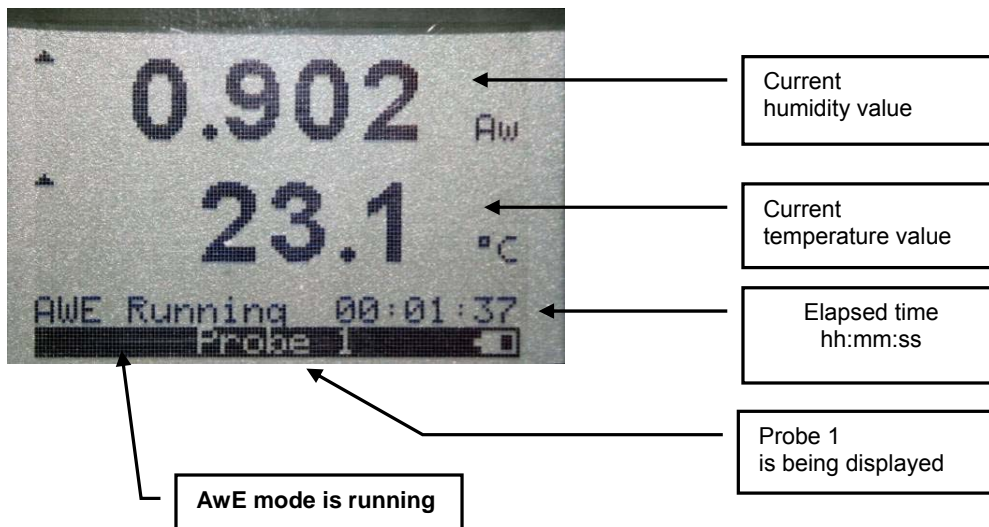 0.902 Aw
23.1 °C
AWE Running 00:01:37
Probe 1
Current
humidity value
Current
temperature value
Elapsed time
hh:mm:ss
Probe 1
is being displayed
AwE mode is running